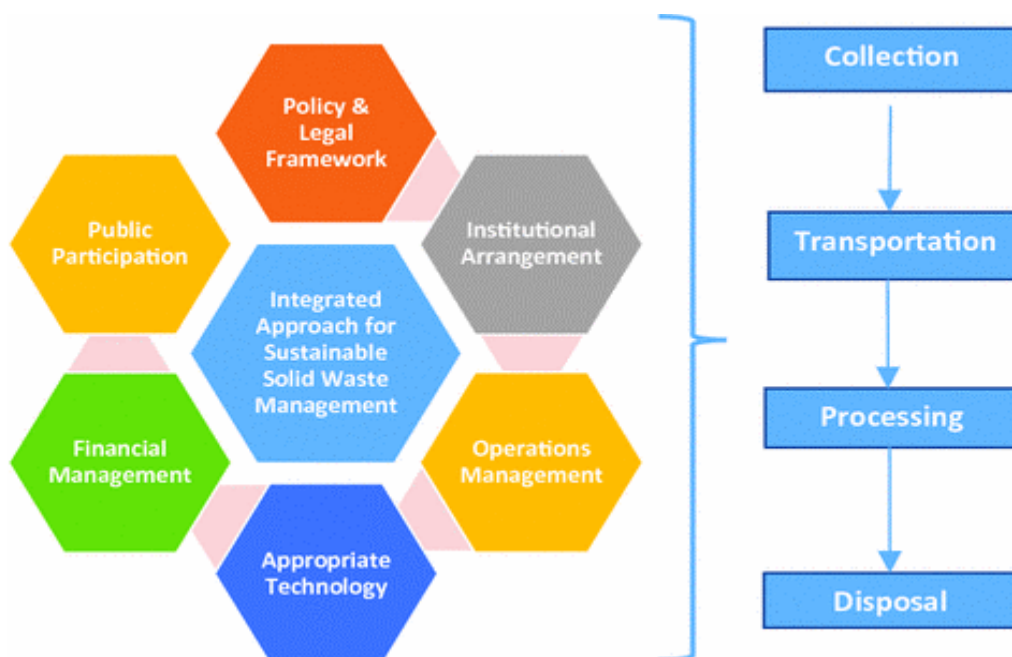 Policy &
Legal
Framework
Public
Participation
Institutional
Arrangement
Integrated
Approach for
Sustainable
Solid Waste
Management
Financial
Management
Operations
Management
Appropriate
Technology
Collection
Transportation
Processing
Disposal